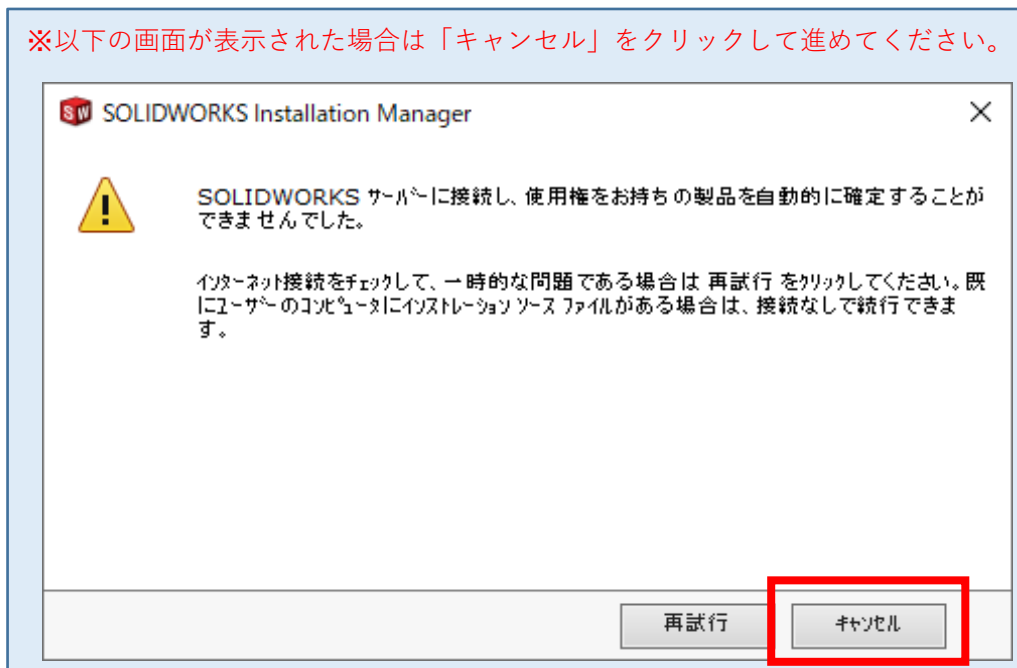 ※以下の画面が表示された場合は「キャンセル」をクリックして進めてください。
SW SOLIDWORKS Installation Manager
SOLIDWORKS ｻｰﾊﾞｰに接続し、使用権をお持ちの製品を自動的に確定することが
できませんでした。
ｲﾝﾀｰﾈｯﾄ接続をﾁｪｯｸして、一時的な問題である場合は 再試行 をｸﾘｯｸしてください。既
にﾕｰｻﾞｰのｺﾝﾋﾟｭｰﾀにｲﾝｽﾄﾚｰｼｮﾝ ｿｰｽ ﾌｧｲﾙがある場合は、接続なしで続行できま
す。
再試行 ｷｬﾝｾﾙ